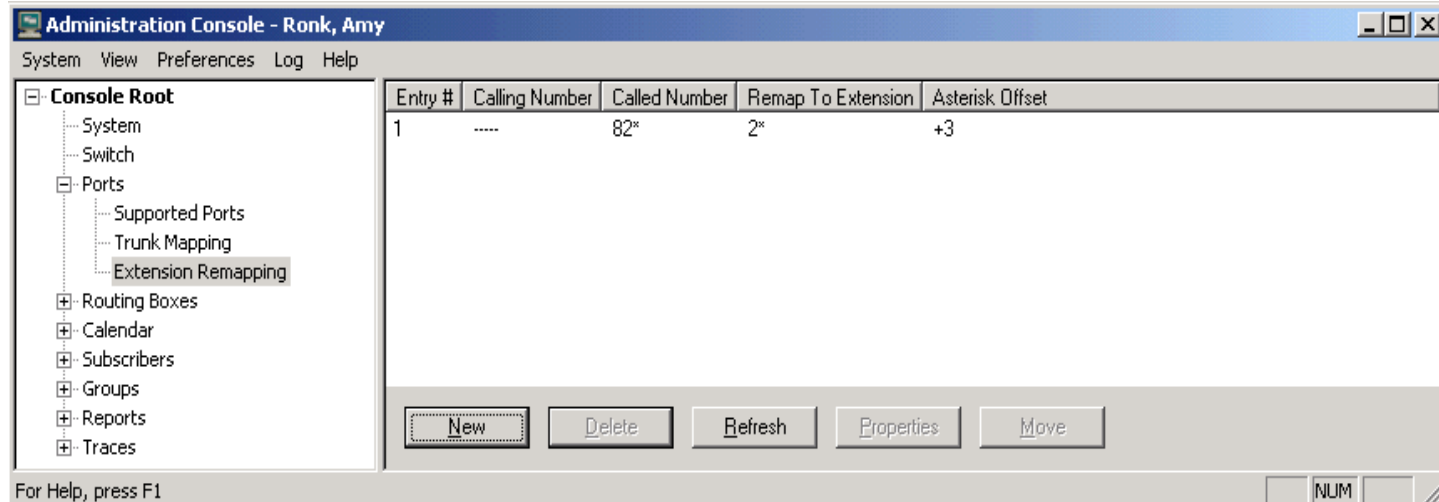 Administration Console - Ronk, Amy
System View Preferences Log Help
Console Root
System
Switch
Ports
Supported Ports
Trunk Mapping
Extension Remapping
Routing Boxes
Calendar
Subscribers
Groups
Reports
Traces
Entry # Calling Number Called Number Remap To Extension Asterisk Offset
1 ----- 82* 2* +3
New Delete Refresh Properties Move
For Help, press F1 NUM